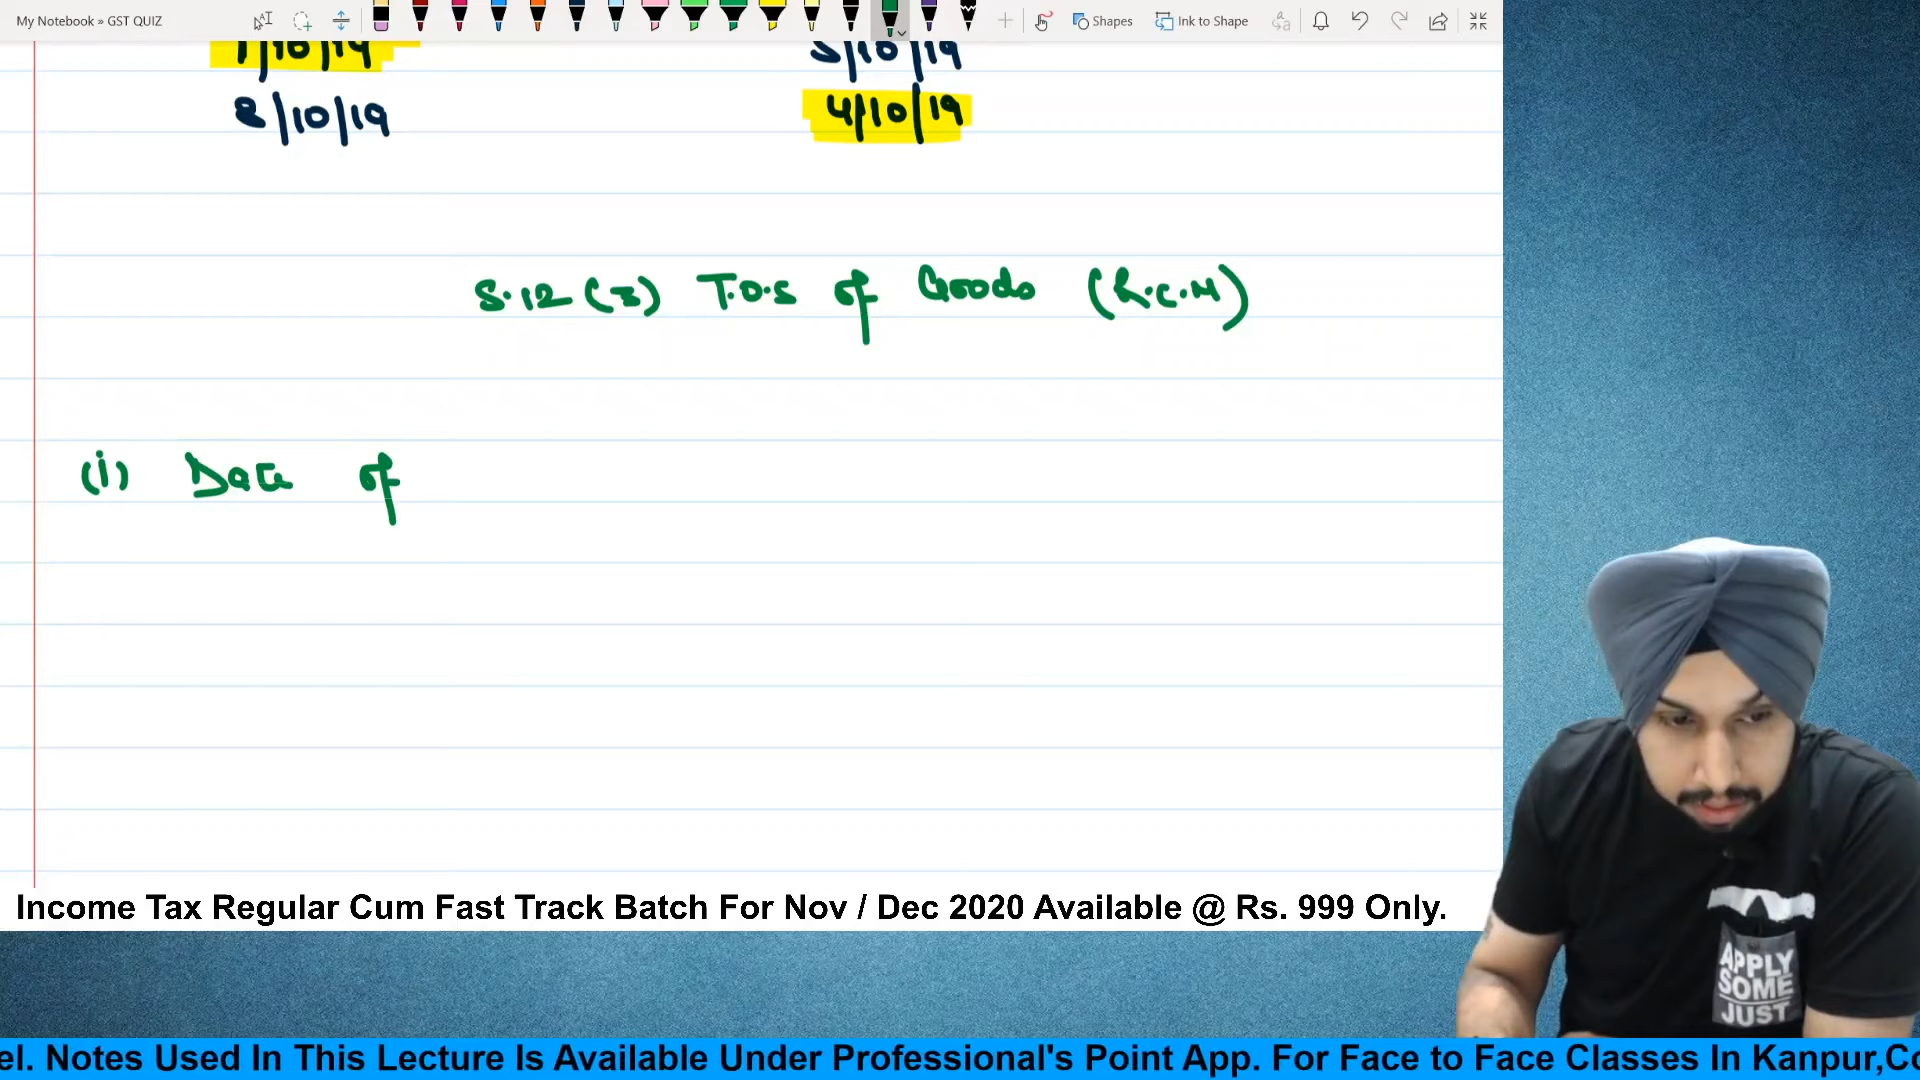 My Notebook » GST QUIZ
Shapes
Ink to Shape
1/10/19
3/10/19
8/10/19
4/10/19
S.12 (3) T.O.S of Goods (R.C.M)
(i) Date of
APPLY
SOME
JUST
Income Tax Regular Cum Fast Track Batch For Nov / Dec 2020 Available @ Rs. 999 Only.
el. Notes Used In This Lecture Is Available Under Professional's Point App. For Face to Face Classes In Kanpur,Co